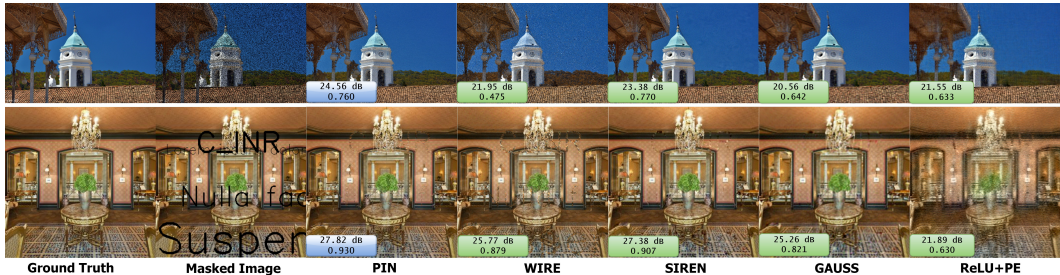 24.56 dB
0.760
21.95 dB
0.475
23.38 dB
0.770
20.56 dB
0.642
21.55 dB
0.633
C_INR
Nulla fac
Susper
27.82 dB
0.930
25.77 dB
0.879
27.38 dB
0.907
25.26 dB
0.821
21.89 dB
0.630
Ground Truth Masked Image PIN WIRE SIREN GAUSS ReLU+PE